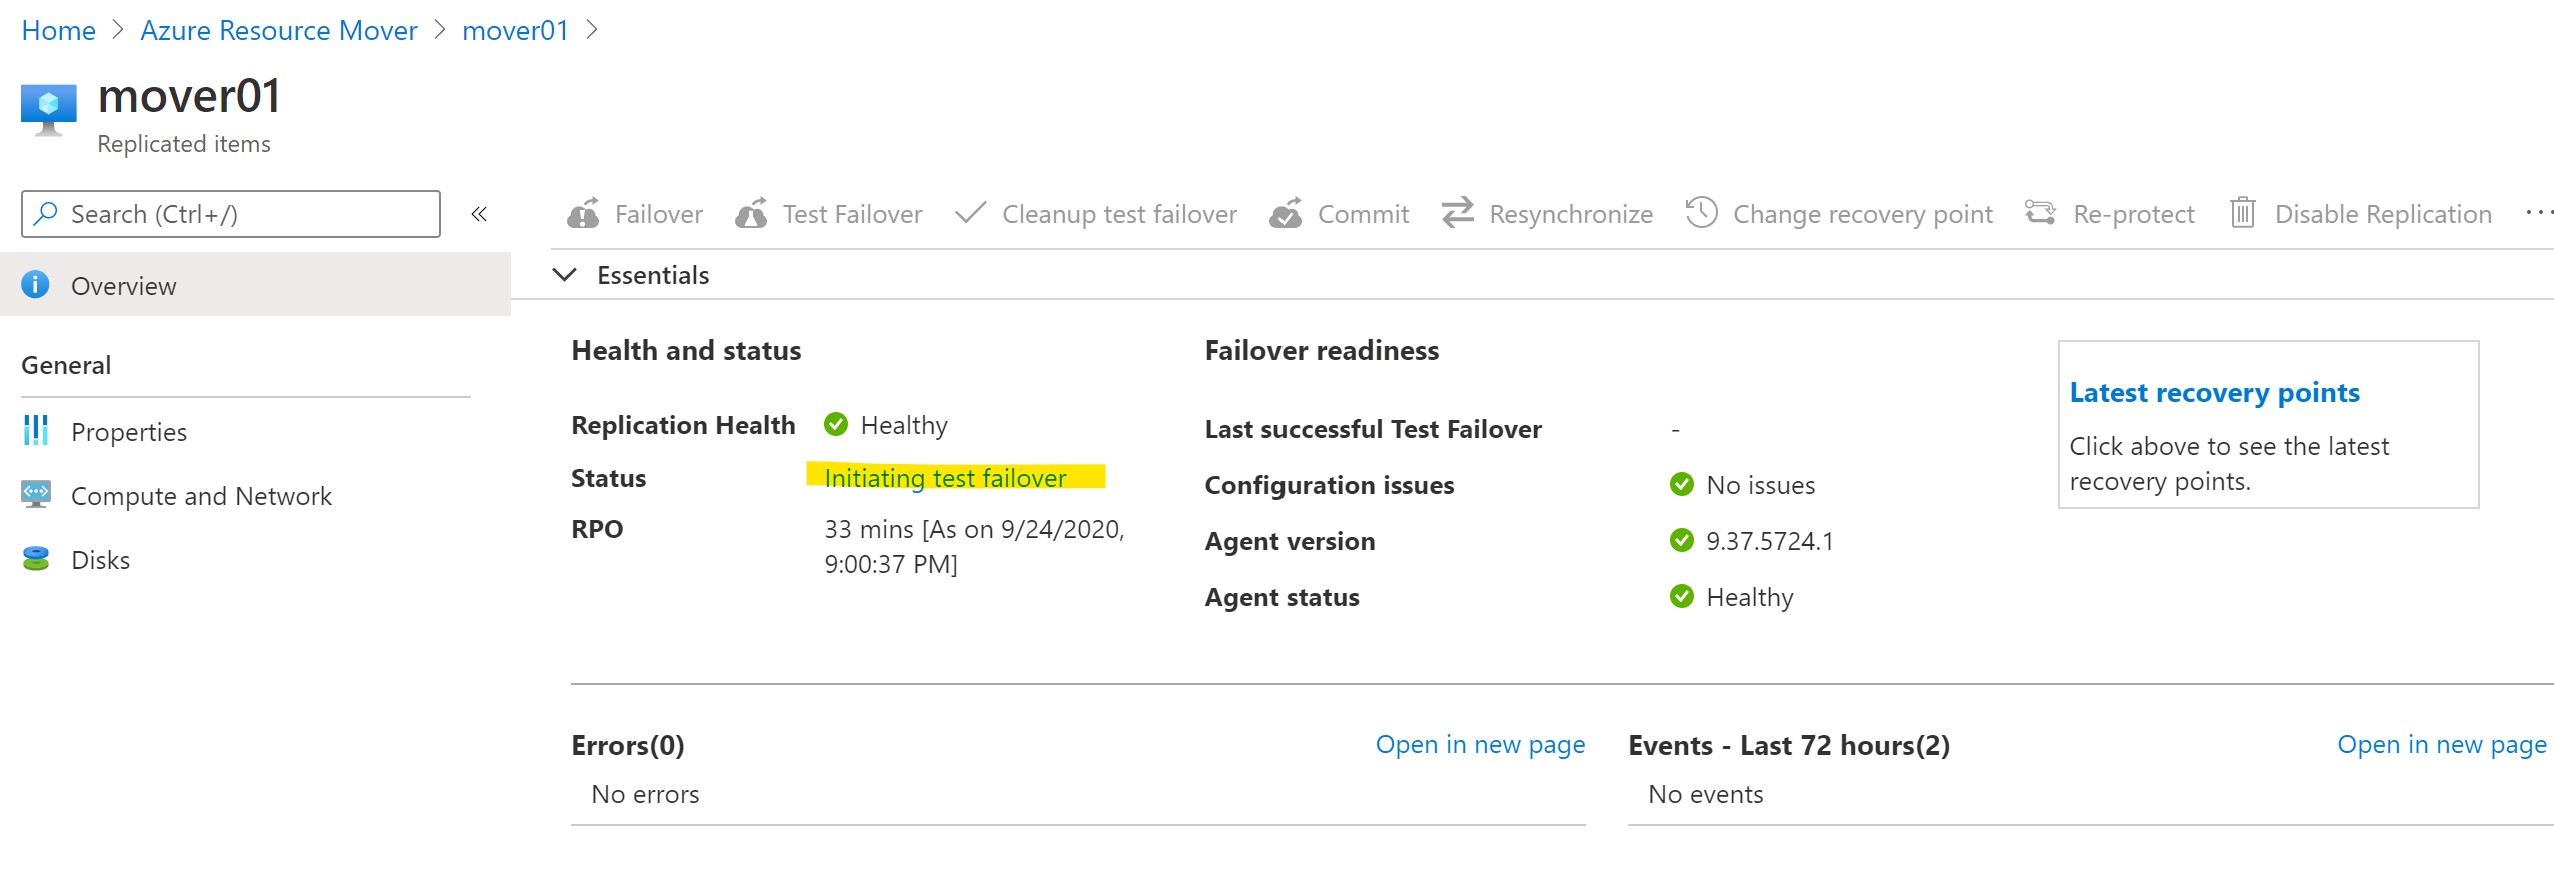 Home > Azure Resource Mover > mover01 >
mover01
Replicated items
Search (Ctrl+/)
«
Failover
Test Failover
Cleanup test failover
Commit
Resynchronize
Change recovery point
Re-protect
Disable Replication
...
Overview
General
Properties
Compute and Network
Disks
Essentials
Health and status
Replication Health Healthy
Status Initiating test failover
RPO 33 mins [As on 9/24/2020,
9:00:37 PM]
Failover readiness
Last successful Test Failover -
Configuration issues No issues
Agent version 9.37.5724.1
Agent status Healthy
Latest recovery points
Click above to see the latest
recovery points.
Errors(0) Open in new page
No errors
Events - Last 72 hours(2) Open in new page
No events